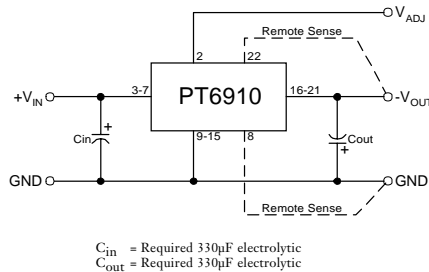 V_ADJ
Remote Sense
2 22
+V_IN 3-7 PT6910 16-21 -V_OUT
Cin + Cout +
9-15 8
GND GND
Remote Sense
C_in = Required 330µF electrolytic
C_out = Required 330µF electrolytic